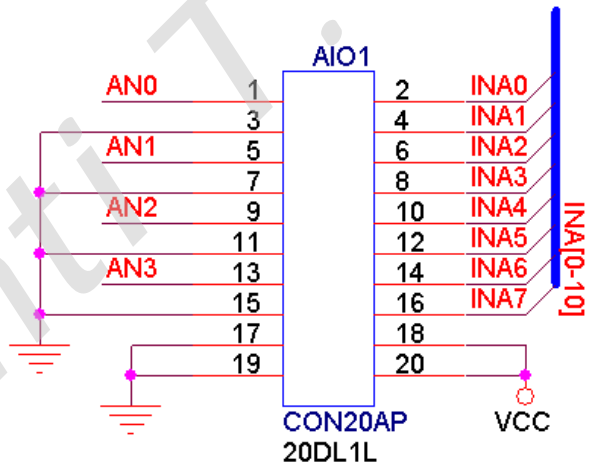 AIO1
AN0 1 2 INA0
3 4 INA1
AN1 5 6 INA2
7 8 INA3
AN2 9 10 INA4
11 12 INA5
AN3 13 14 INA6
15 16 INA7
17 18
19 20
INA[0-10]
CON20AP
VCC
20DL1L